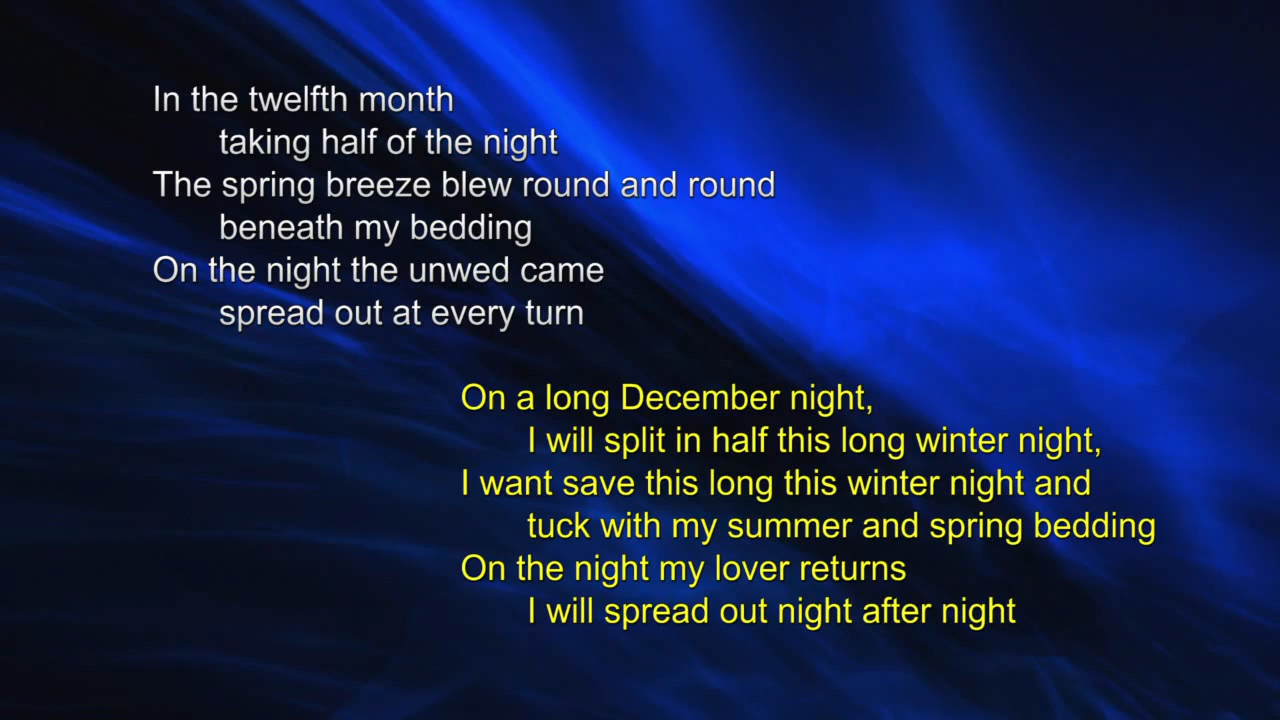 In the twelfth month
taking half of the night
The spring breeze blew round and round
beneath my bedding
On the night the unwed came
spread out at every turn
On a long December night,
I will split in half this long winter night,
I want save this long this winter night and
tuck with my summer and spring bedding
On the night my lover returns
I will spread out night after night